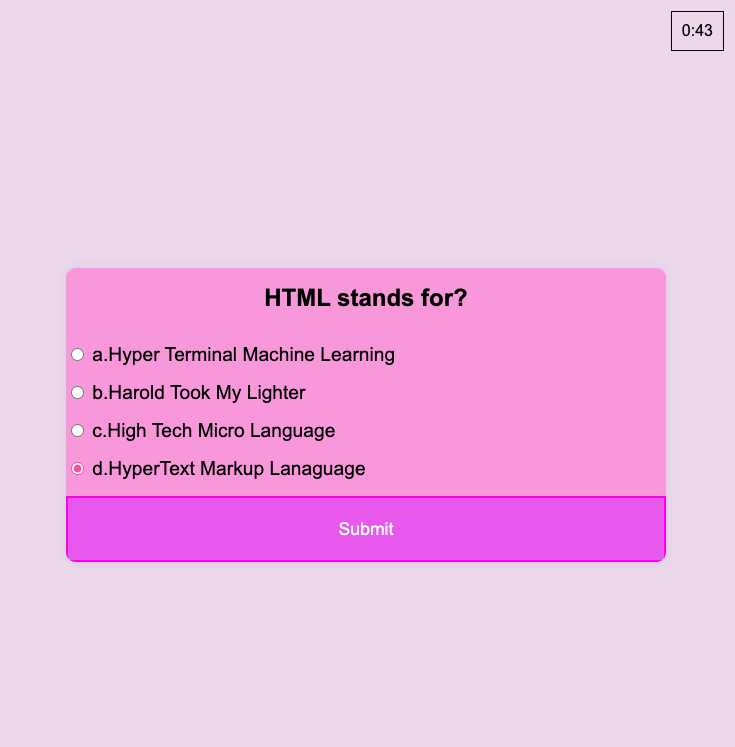 0:43
HTML stands for?
a.Hyper Terminal Machine Learning
b.Harold Took My Lighter
c.High Tech Micro Language
d.HyperText Markup Lanaguage
Submit